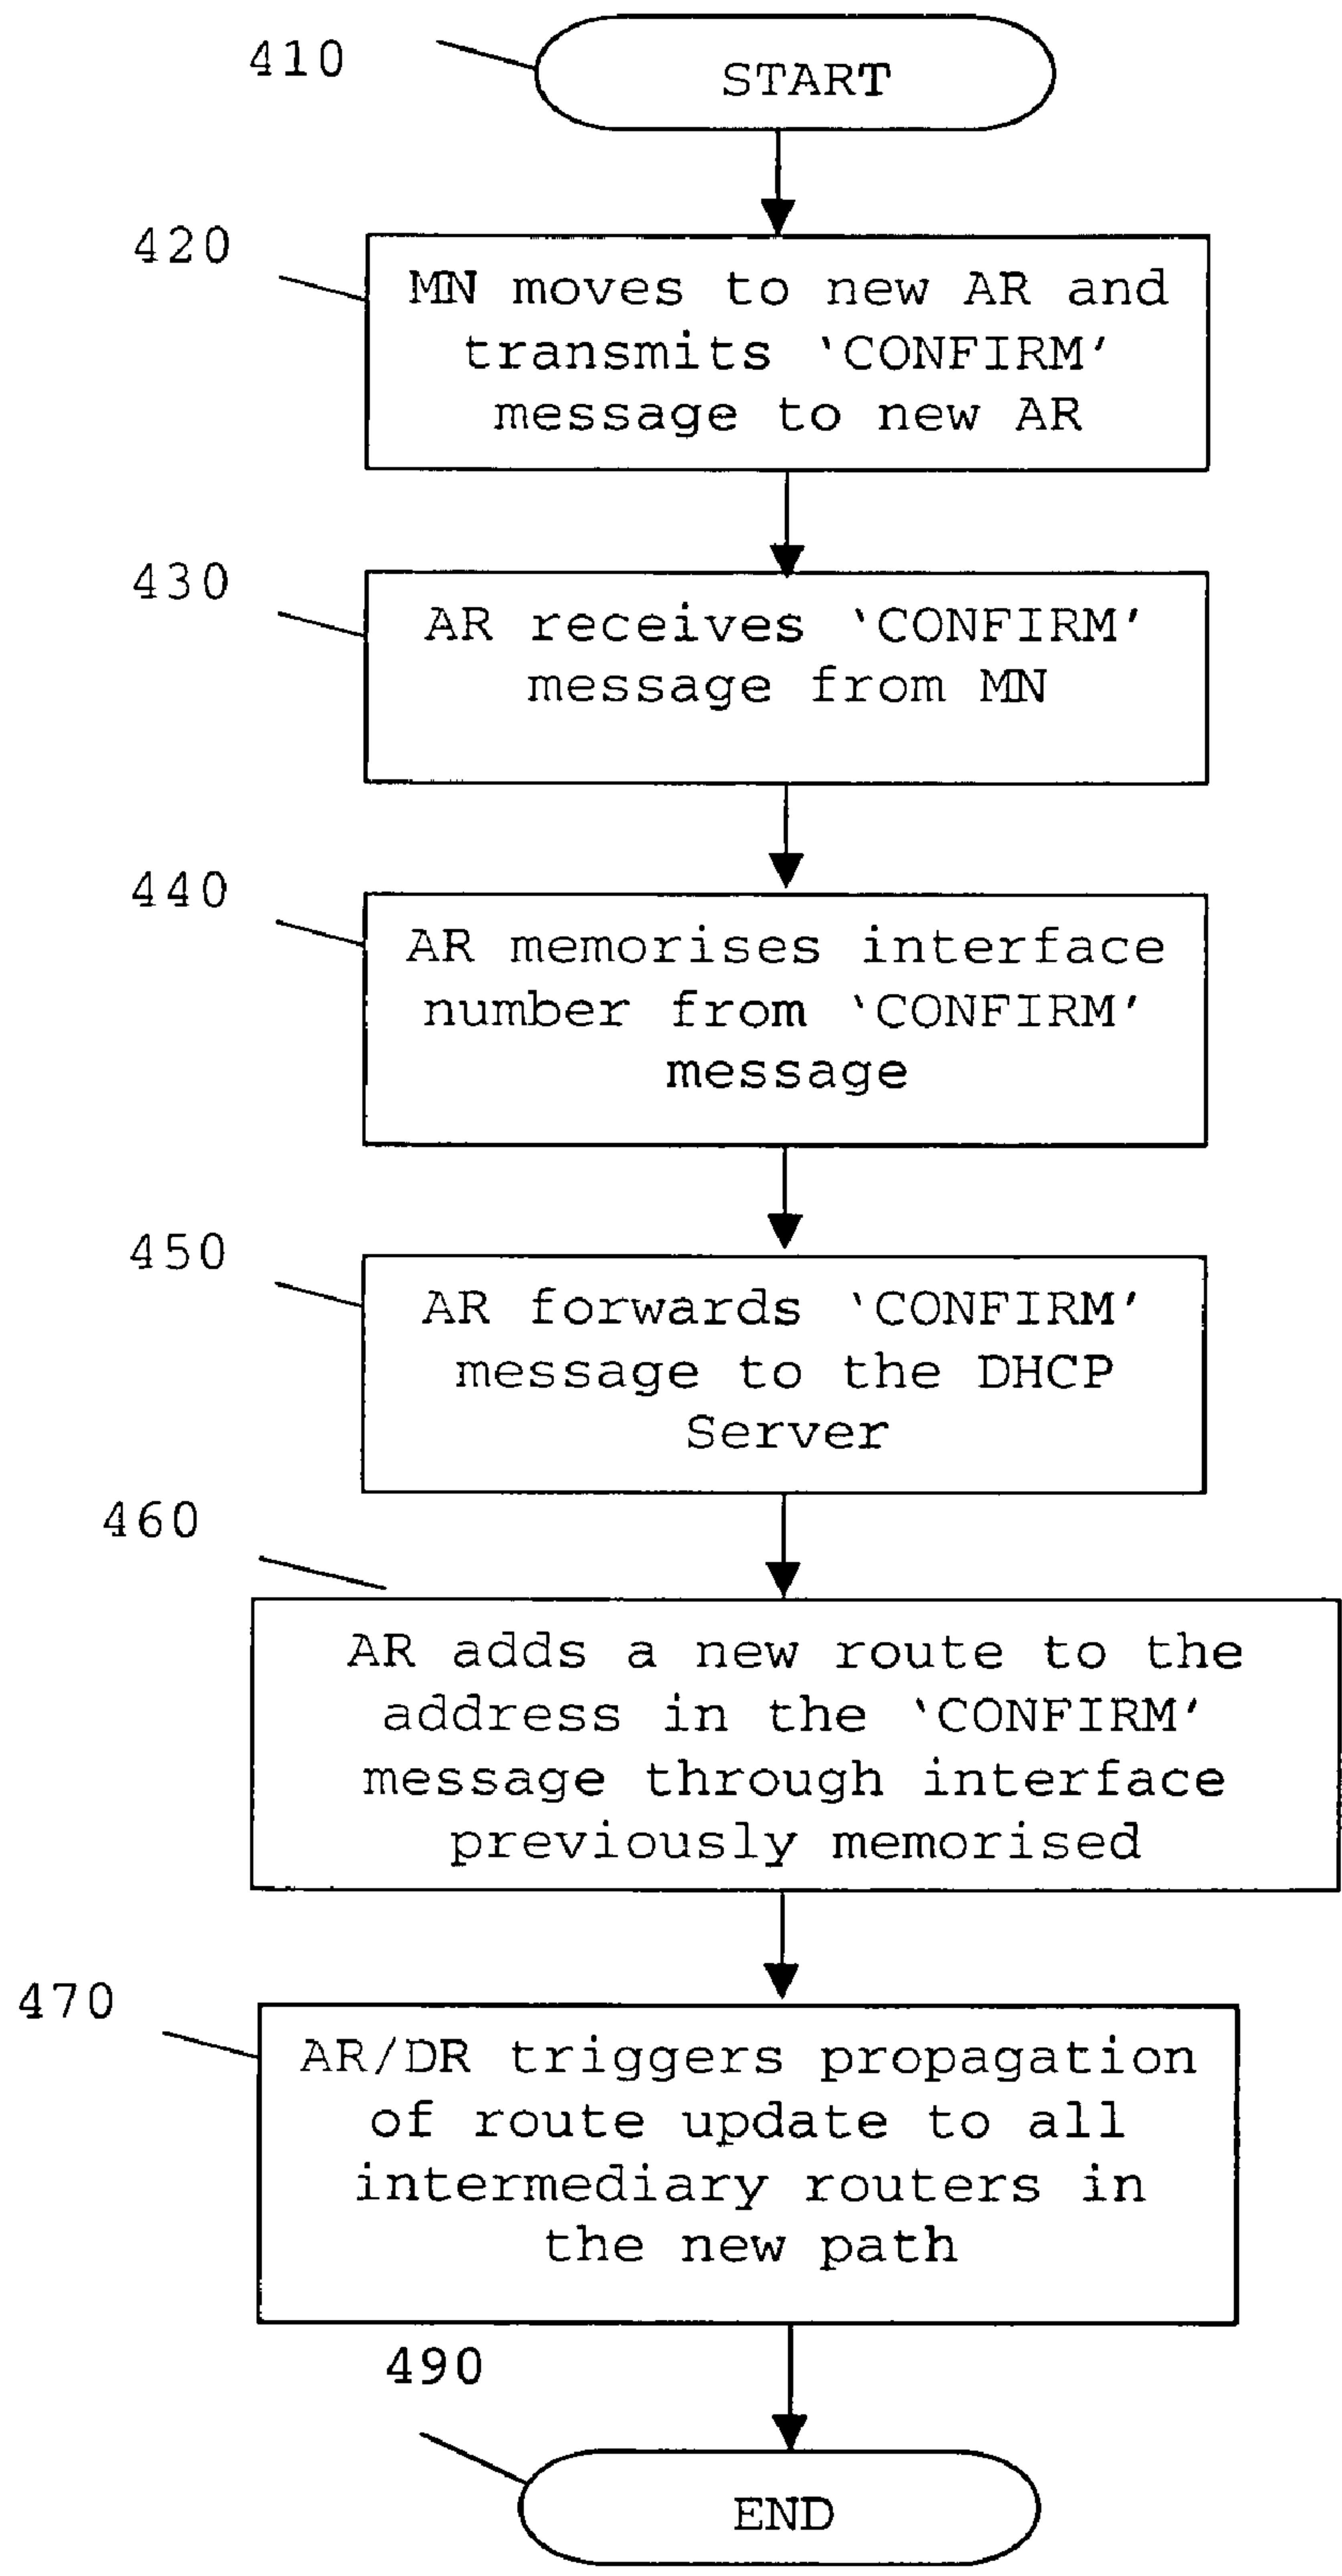 410
START
420
MN moves to new AR and
transmits ‘CONFIRM’
message to new AR
430
AR receives ‘CONFIRM’
message from MN
440
AR memorises interface
number from ‘CONFIRM’
message
450
AR forwards ‘CONFIRM’
message to the DHCP
Server
460
AR adds a new route to the
address in the ‘CONFIRM’
message through interface
previously memorised
470
AR/DR triggers propagation
of route update to all
intermediary routers in
the new path
490
END